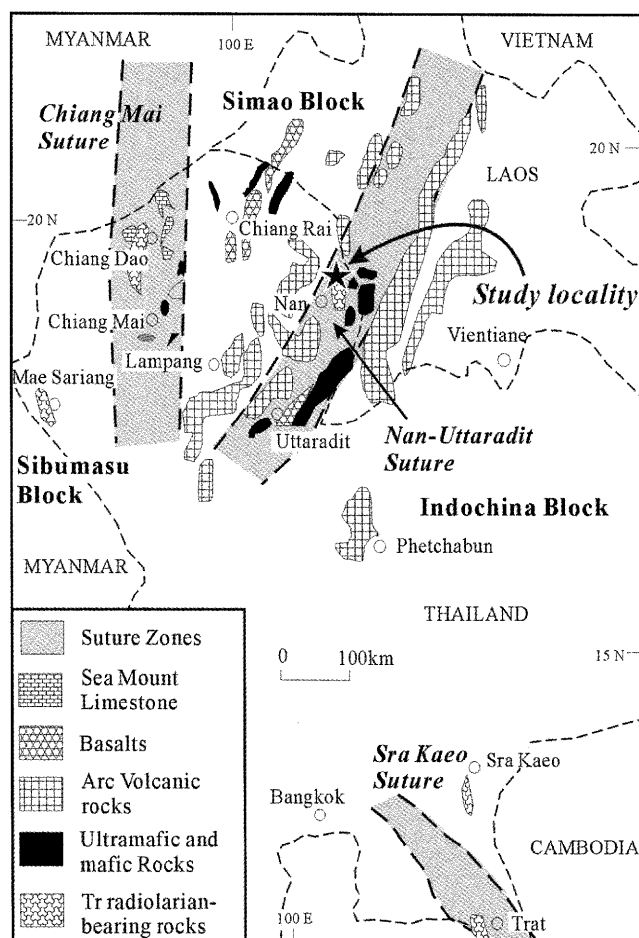 MYANMAR
100 E
VIETNAM
Chiang Mai
Suture
Simao Block
20 N
LAOS
20 N
Chiang Rai
Chiang Dao
Study locality
Nan
Chiang Mai
Vientiane
Lampang
Mae Sariang
Uttaradit
Nan-Uttaradit
Suture
Sibumasu
Block
Indochina Block
Phetchabun
MYANMAR
THAILAND
Suture Zones
0 100km
15 N
Sea Mount
Limestone
Basalts
Sra Kaeo
Suture
Sra Kaeo
Arc Volcanic
rocks
Bangkok
Ultramafic and
mafic Rocks
CAMBODIA
Tr radiolarian-
bearing rocks
100 E
Trat